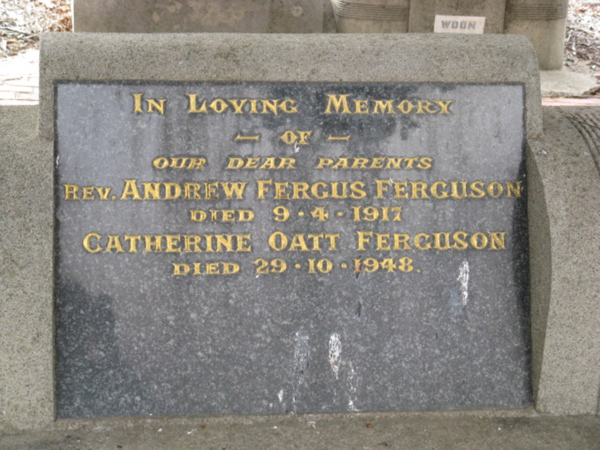 WOON
IN LOVING MEMORY
— OF —
OUR DEAR PARENTS
REV. ANDREW FERGUS FERGUSON
DIED 9·4·1917
CATHERINE OATT FERGUSON
DIED 29·10·1948.